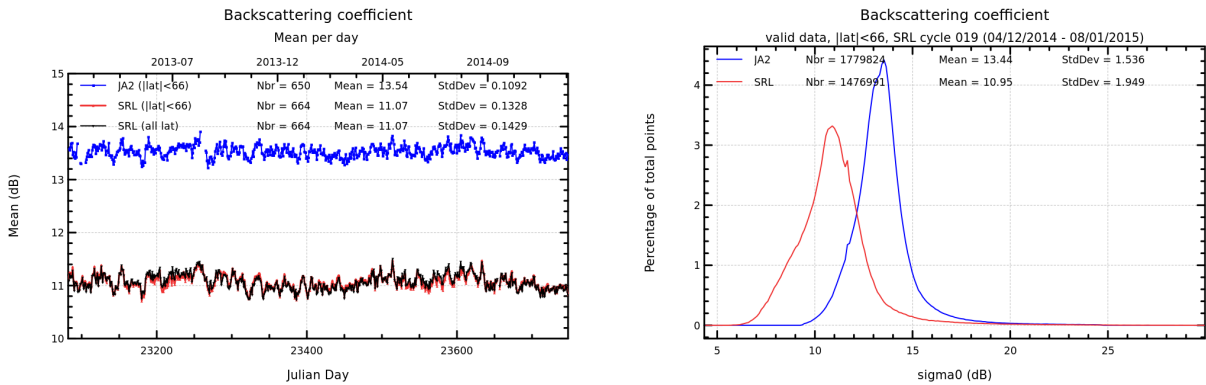 Backscattering coefficient
Mean per day
2013-07 2013-12 2014-05 2014-09
15
JA2 (|lat|<66) Nbr = 650 Mean = 13.54 StdDev = 0.1092
SRL (|lat|<66) Nbr = 664 Mean = 11.07 StdDev = 0.1328
SRL (all lat) Nbr = 664 Mean = 11.07 StdDev = 0.1429
14
13
12
11
10
Mean (dB)
23200 23400 23600
Julian Day
Backscattering coefficient
valid data, |lat|<66, SRL cycle 019 (04/12/2014 - 08/01/2015)
JA2 Nbr = 1779824 Mean = 13.44 StdDev = 1.536
SRL Nbr = 1476991 Mean = 10.95 StdDev = 1.949
4
3
2
1
0
Percentage of total points
5 10 15 20 25
sigma0 (dB)